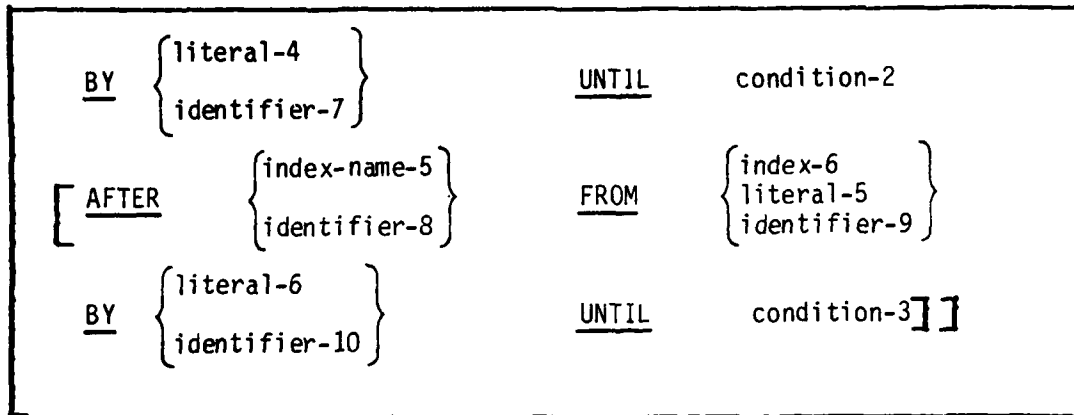 literal-4
BY UNTIL condition-2
identifier-7
index-name-5 index-6
[ AFTER FROM literal-5
identifier-8 identifier-9
literal-6
BY UNTIL condition-3 ] ]
identifier-10